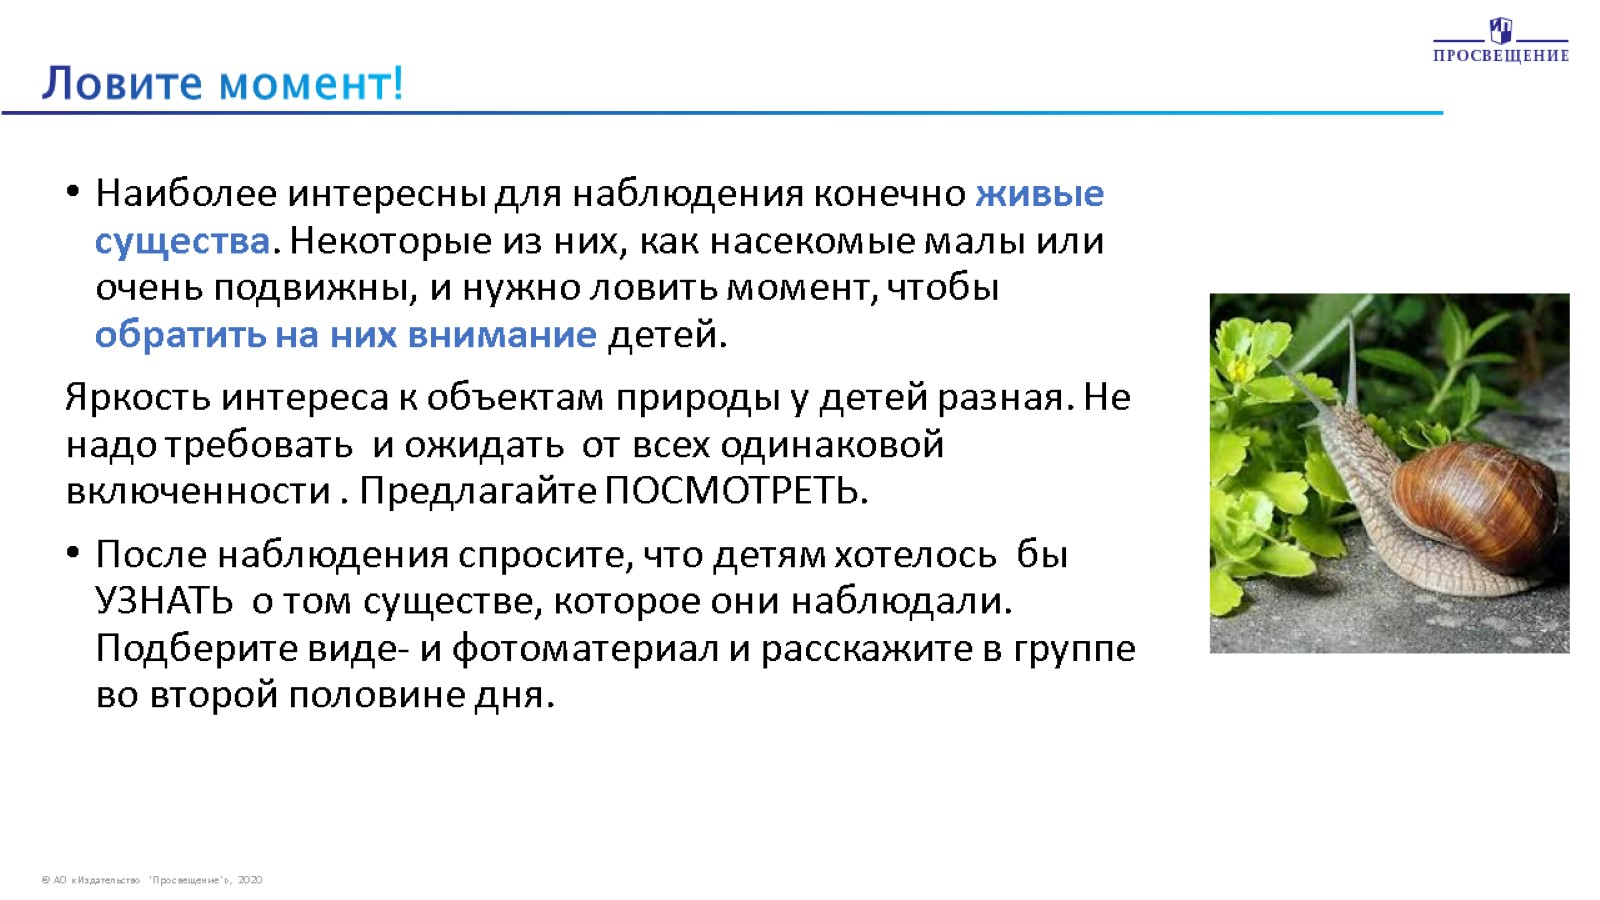 ИП
ПРОСВЕЩЕНИЕ
Ловите момент!
• Наиболее интересны для наблюдения конечно живые
существа. Некоторые из них, как насекомые малы или
очень подвижны, и нужно ловить момент, чтобы
обратить на них внимание детей.
Яркость интереса к объектам природы у детей разная. Не
надо требовать и ожидать от всех одинаковой
включенности . Предлагайте ПОСМОТРЕТЬ.
• После наблюдения спросите, что детям хотелось бы
УЗНАТЬ о том существе, которое они наблюдали.
Подберите виде- и фотоматериал и расскажите в группе
во второй половине дня.
© АО «Издательство "Просвещение"», 2020